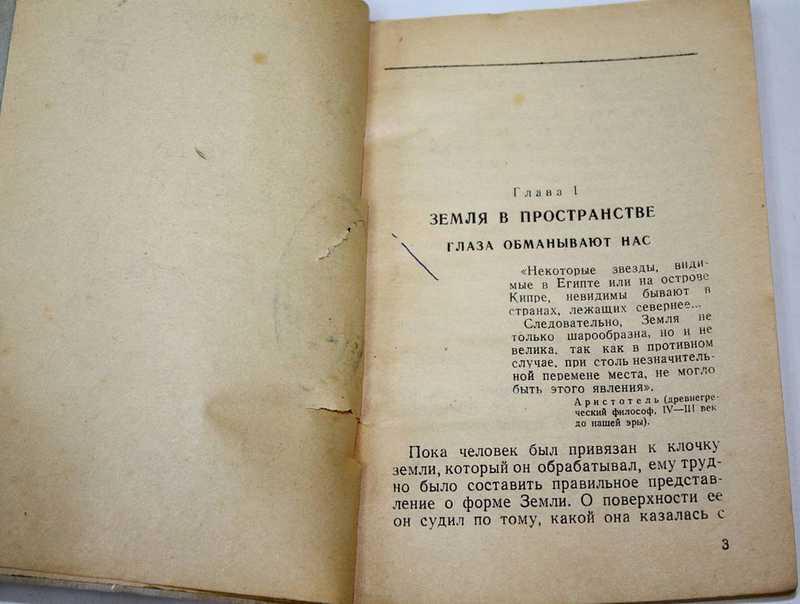 Глава I
ЗЕМЛЯ В ПРОСТРАНСТВЕ
ГЛАЗА ОБМАНЫВАЮТ НАС
«Некоторые звезды, види-
мые в Египте или на острове
Кипре, невидимы бывают в
странах, лежащих севернее...
Следовательно, Земля не
только шарообразна, но и не
велика, так как в противном
случае, при столь незначитель-
ной перемене места, не могло
быть этого явления».
Аристотель (древнегре-
ческий философ, IV—III век
до нашей эры).
Пока человек был привязан к клочку
земли, который он обрабатывал, ему труд-
но было составить правильное представ-
ление о форме Земли. О поверхности ее
он судил по тому, какой она казалась с
3